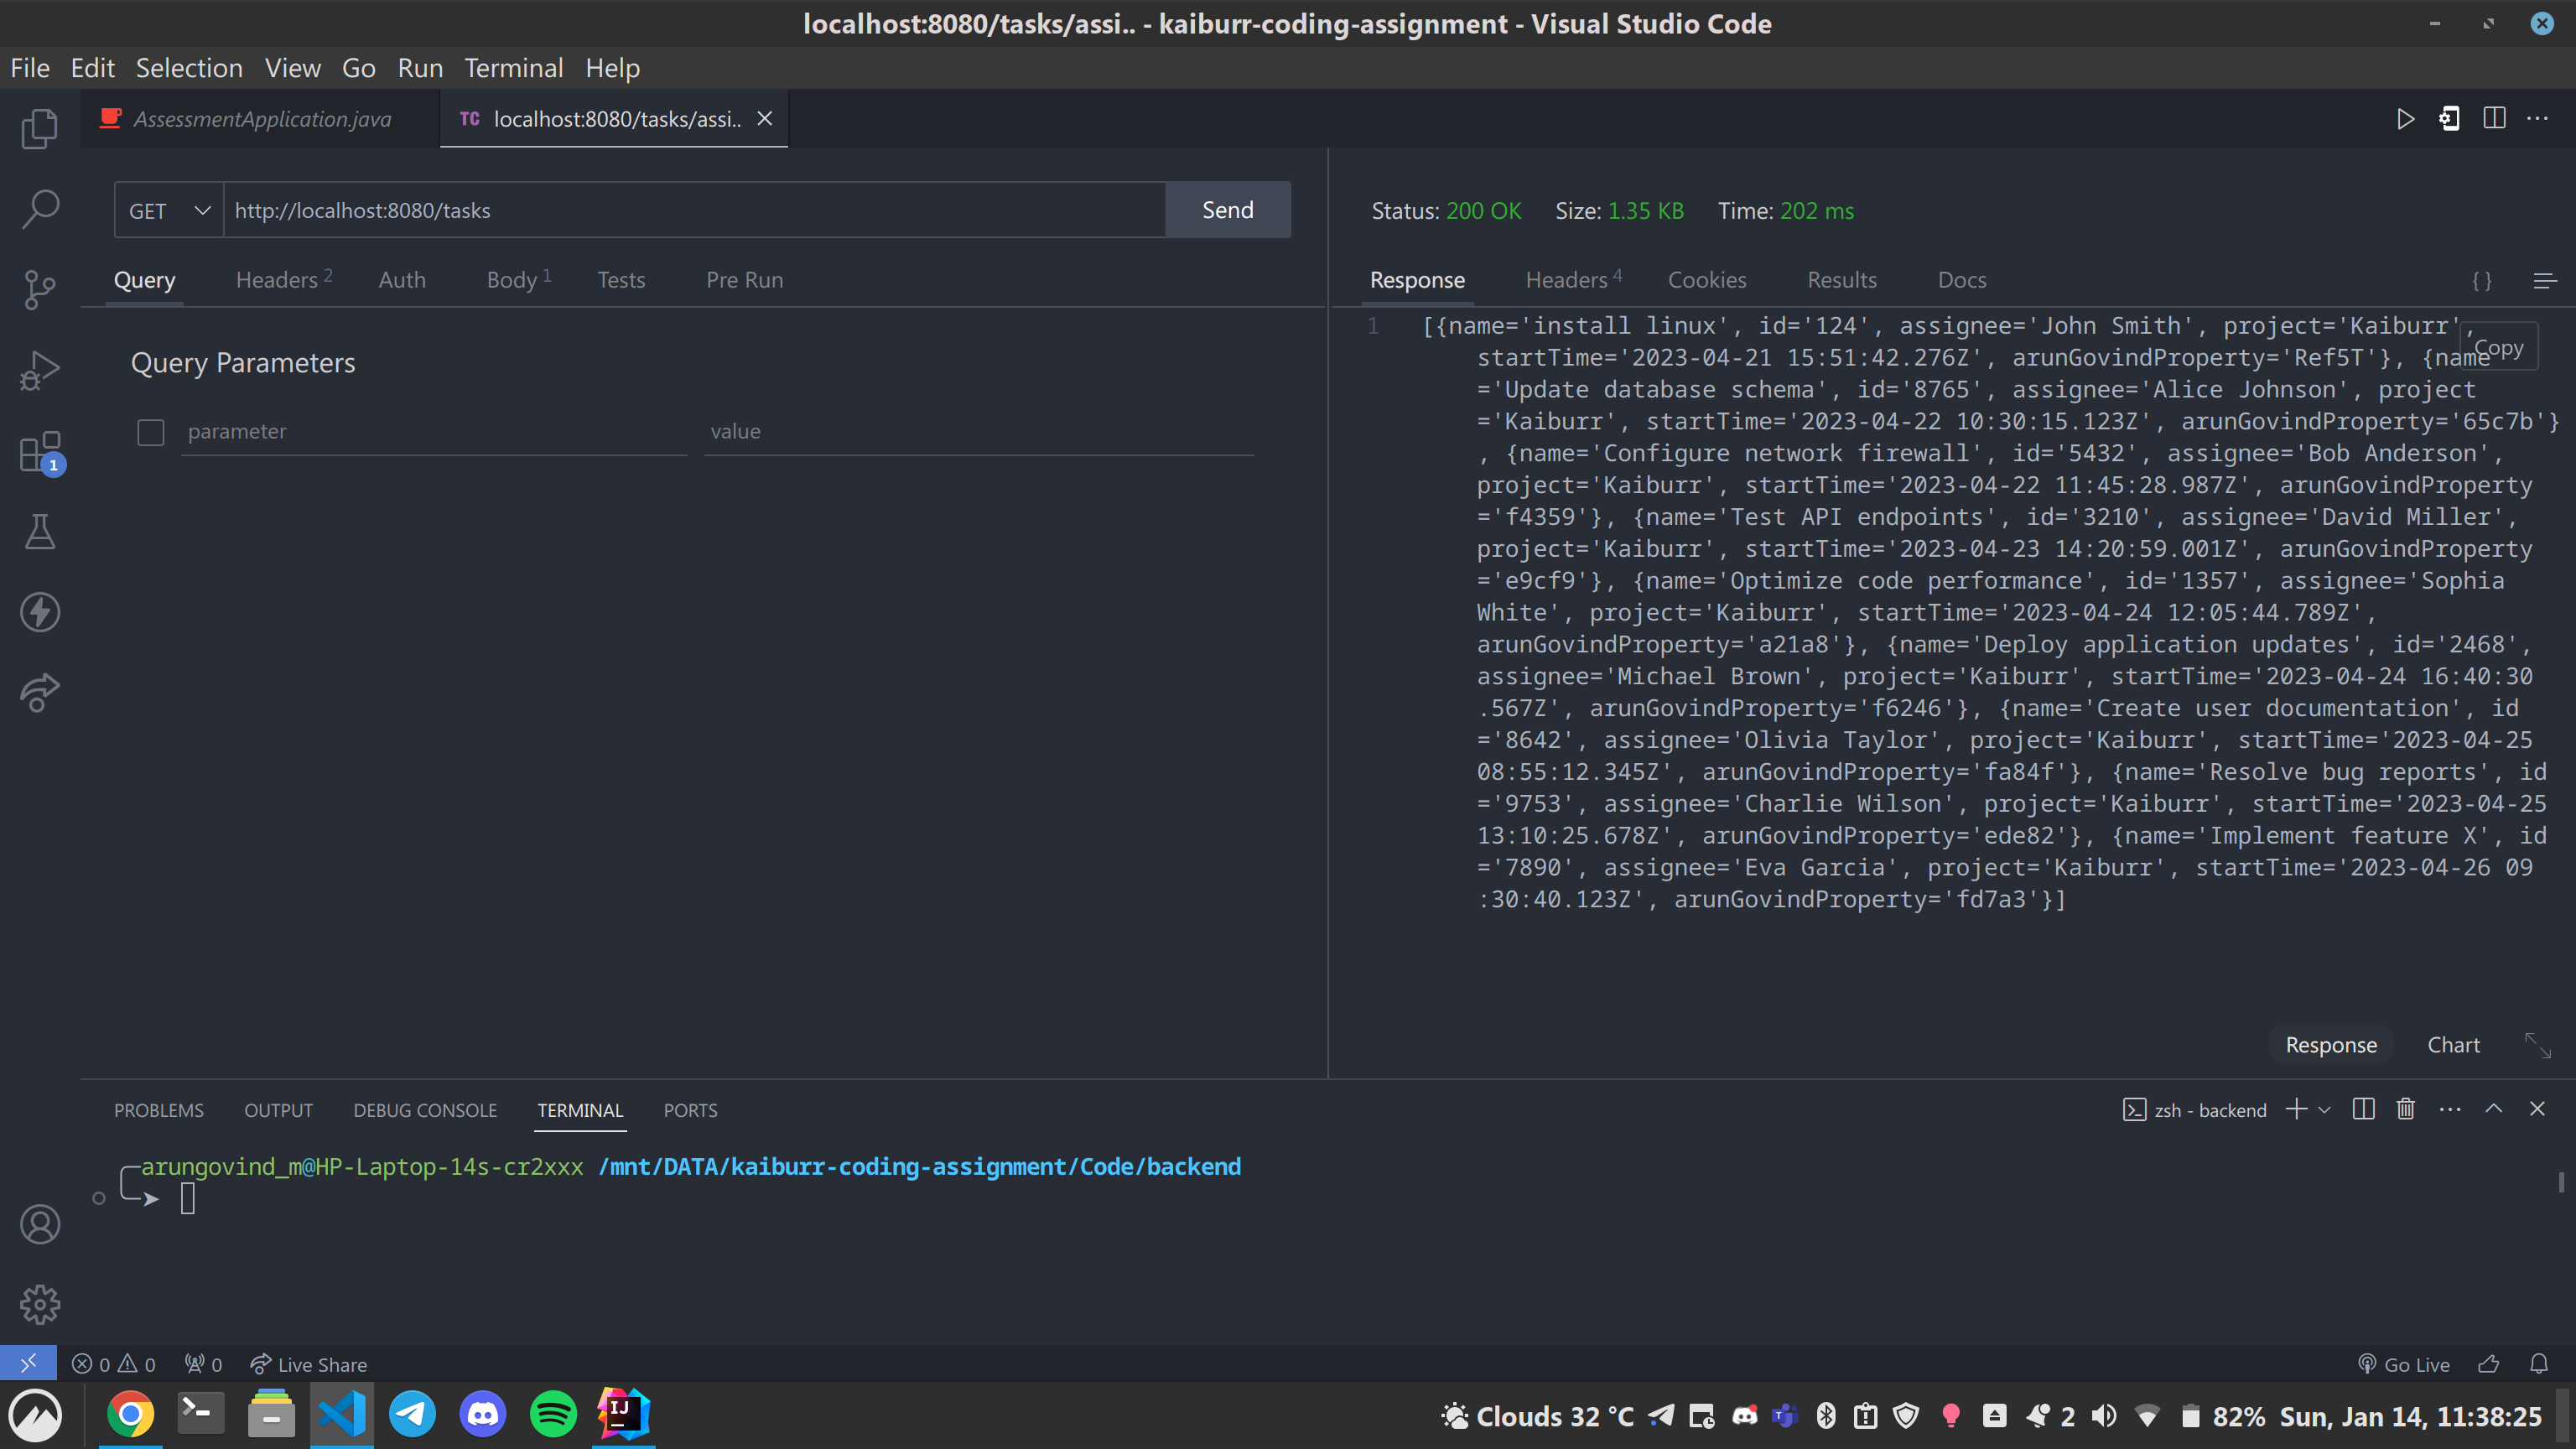 localhost:8080/tasks/assi.. - kaiburr-coding-assignment - Visual Studio Code
File Edit Selection View Go Run Terminal Help
AssessmentApplication.java
TC localhost:8080/tasks/assi..
GET http://localhost:8080/tasks Send
Query Headers 2 Auth Body 1 Tests Pre Run
Query Parameters
parameter value
Status: 200 OK Size: 1.35 KB Time: 202 ms
Response Headers 4 Cookies Results Docs { }
Copy
1 [{name='install linux', id='124', assignee='John Smith', project='Kaiburr',
startTime='2023-04-21 15:51:42.276Z', arunGovindProperty='Ref5T'}, {name
='Update database schema', id='8765', assignee='Alice Johnson', project
='Kaiburr', startTime='2023-04-22 10:30:15.123Z', arunGovindProperty='65c7b'}
, {name='Configure network firewall', id='5432', assignee='Bob Anderson',
project='Kaiburr', startTime='2023-04-22 11:45:28.987Z', arunGovindProperty
='f4359'}, {name='Test API endpoints', id='3210', assignee='David Miller',
project='Kaiburr', startTime='2023-04-23 14:20:59.001Z', arunGovindProperty
='e9cf9'}, {name='Optimize code performance', id='1357', assignee='Sophia
White', project='Kaiburr', startTime='2023-04-24 12:05:44.789Z',
arunGovindProperty='a21a8'}, {name='Deploy application updates', id='2468',
assignee='Michael Brown', project='Kaiburr', startTime='2023-04-24 16:40:30
.567Z', arunGovindProperty='f6246'}, {name='Create user documentation', id
='8642', assignee='Olivia Taylor', project='Kaiburr', startTime='2023-04-25
08:55:12.345Z', arunGovindProperty='fa84f'}, {name='Resolve bug reports', id
='9753', assignee='Charlie Wilson', project='Kaiburr', startTime='2023-04-25
13:10:25.678Z', arunGovindProperty='ede82'}, {name='Implement feature X', id
='7890', assignee='Eva Garcia', project='Kaiburr', startTime='2023-04-26 09
:30:40.123Z', arunGovindProperty='fd7a3'}]
Response Chart
1
PROBLEMS OUTPUT DEBUG CONSOLE TERMINAL PORTS
zsh - backend
arungovind_m@HP-Laptop-14s-cr2xxx /mnt/DATA/kaiburr-coding-assignment/Code/backend
0 0 0 Live Share
Go Live
IJ
Clouds 32 °C 2 82% Sun, Jan 14, 11:38:25